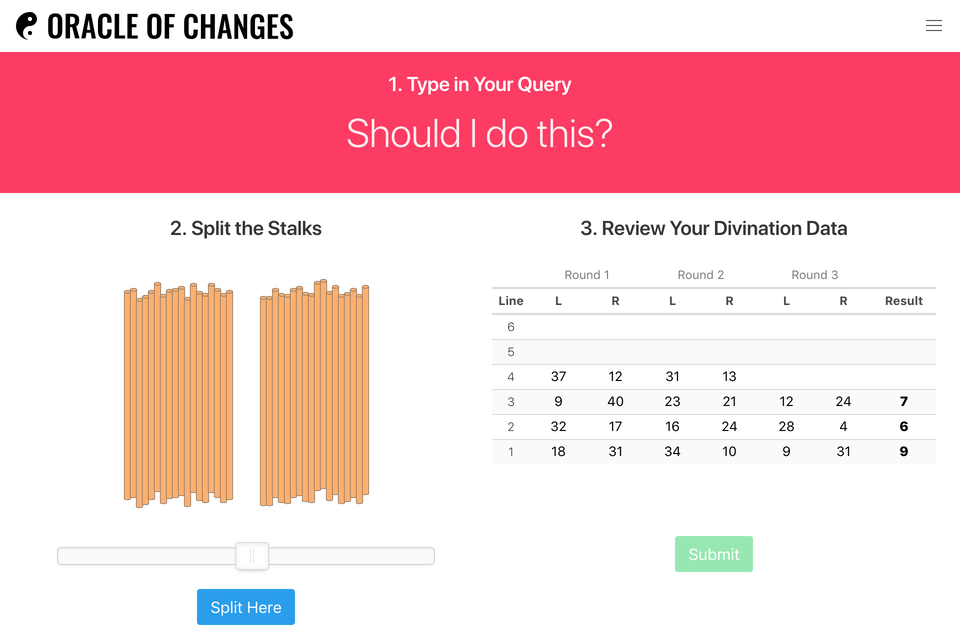 ORACLE OF CHANGES
1. Type in Your Query
Should I do this?
2. Split the Stalks
Split Here
3. Review Your Divination Data
Round 1 Round 2 Round 3
Line L R L R L R Result
6
5
4 37 12 31 13
3 9 40 23 21 12 24 7
2 32 17 16 24 28 4 6
1 18 31 34 10 9 31 9
Submit